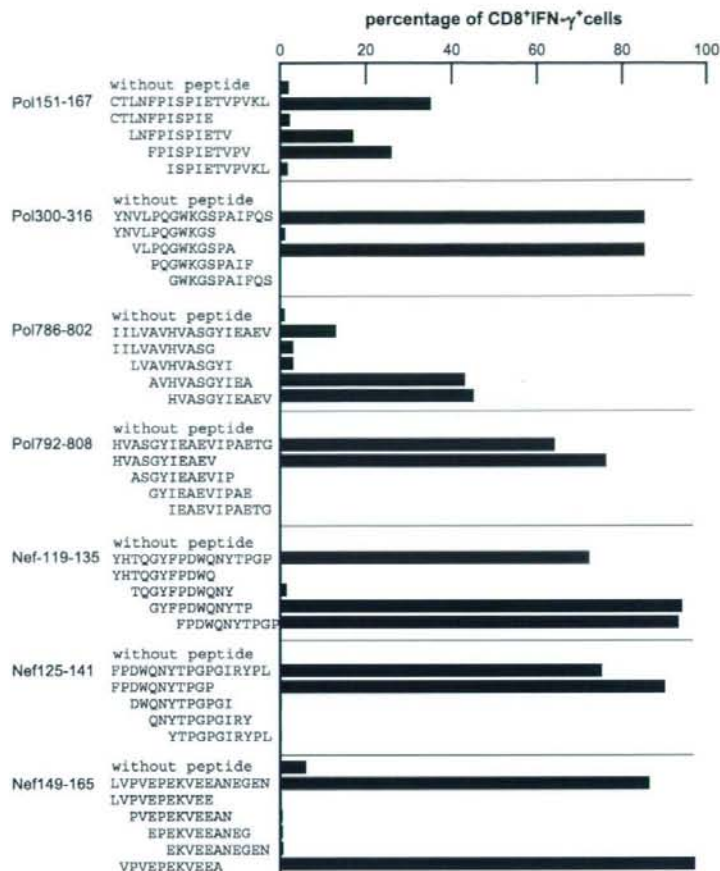 percentage of CD8⁺IFN-γ⁺cells
0 20 40 60 80 100
without peptide
Pol151-167 CTLNFPISPIETVPVKL
CTLNFPISPIE
LNFPISPIETV
FPISPIETVPV
ISPIETVPVKL
without peptide
Pol300-316 YNVLPQGWKGSPAIFQS
YNVLPQGWKGS
VLPQGWKGSPA
PQGWKGSPAIF
GWKGSPAIFQS
without peptide
Pol786-802 IILVAVHVASGYIEAEV
IILVAVHVASG
LVAVHVASGYI
AVHVASGYIEA
HVASGYIEAEV
without peptide
Pol792-808 HVASGYIEAEVIPAETG
HVASGYIEAEV
ASGYIEAEVIP
GYIEAEVIPAE
IEAEVIPAETG
without peptide
Nef-119-135 YHTQGYFPDWQNYTPGP
YHTQGYFPDWQ
TQGYFPDWQNY
GYFPDWQNYTP
FPDWQNYTPGP
without peptide
Nef125-141 FPDWQNYTPGPGIRYPL
FPDWQNYTPGP
DWQNYTPGPGI
QNYTPGPGIRY
YTPGPGIRYPL
without peptide
Nef149-165 LVPVEPEKVEEANEGEN
LVPVEPEKVEE
PVEPEKVEEAN
EPEKVEEANEG
EKVEEANEGEN
VPVEPEKVEEA